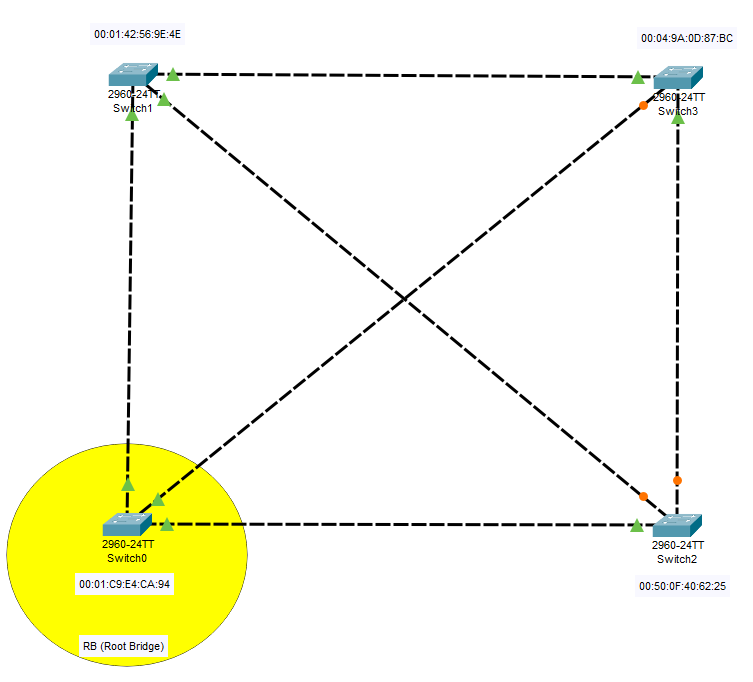 00:01:42:56:9E:4E
00:04:9A:0D:87:BC
2960-24TT
Switch1
2960-24TT
Switch3
2960-24TT
Switch0
2960-24TT
Switch2
00:01:C9:E4:CA:94
00:50:0F:40:62:25
RB (Root Bridge)